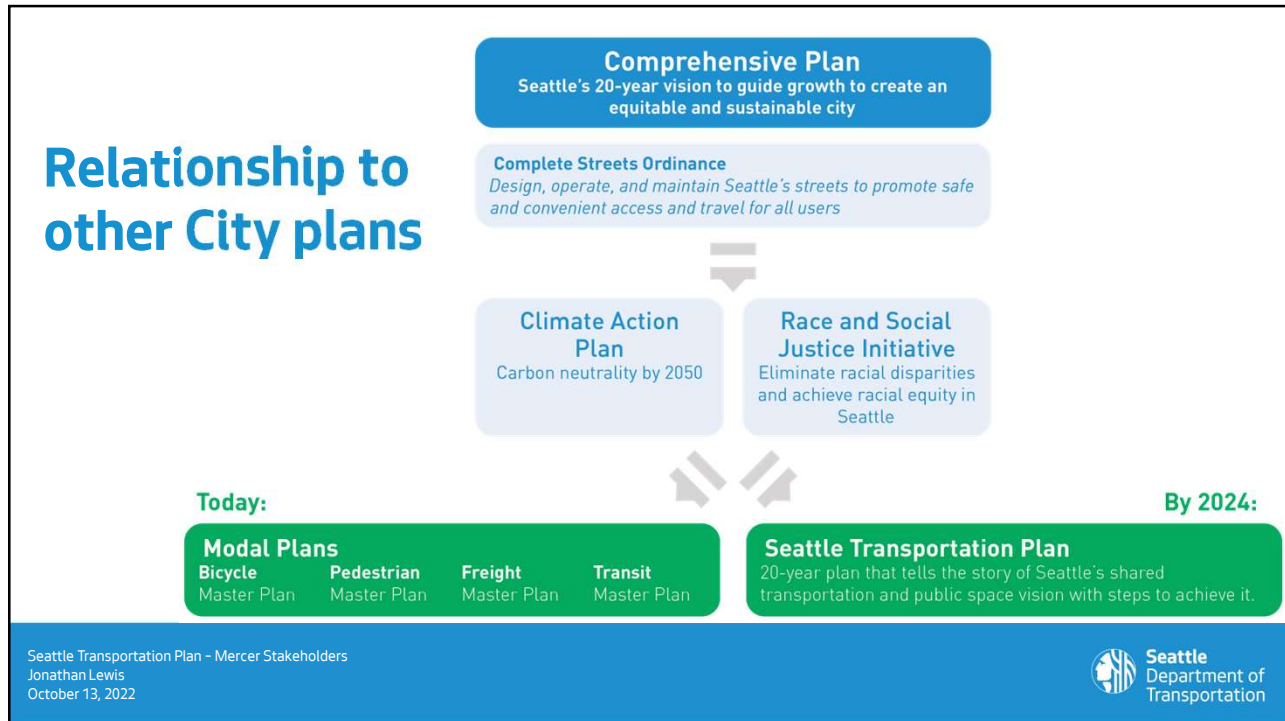 Relationship to
other City plans
Comprehensive Plan
Seattle's 20-year vision to guide growth to create an
equitable and sustainable city
Complete Streets Ordinance
Design, operate, and maintain Seattle's streets to promote safe
and convenient access and travel for all users
Climate Action
Plan
Carbon neutrality by 2050
Race and Social
Justice Initiative
Eliminate racial disparities
and achieve racial equity in
Seattle
Today:
Modal Plans
Bicycle
Master Plan
Pedestrian
Master Plan
Freight
Master Plan
Transit
Master Plan
By 2024:
Seattle Transportation Plan
20-year plan that tells the story of Seattle's shared
transportation and public space vision with steps to achieve it.
Seattle Transportation Plan – Mercer Stakeholders
Jonathan Lewis
October 13, 2022
Seattle
Department of
Transportation